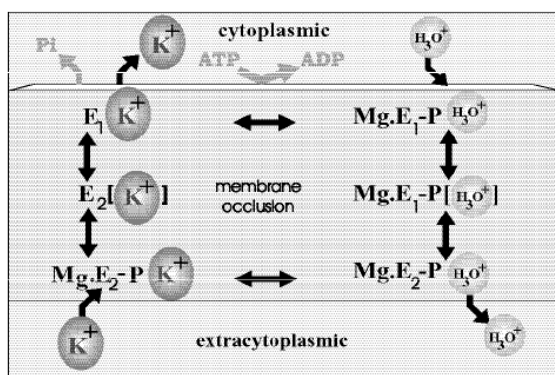 cytoplasmic
Pi
K+
ATP
ADP
H3O+
E1 K+
Mg.E1-P H3O+
E2[K+]
membrane
occlusion
Mg.E1-P[H3O+]
Mg.E2-P K+
Mg.E2-P H3O+
K+
extracytoplasmic
H3O+